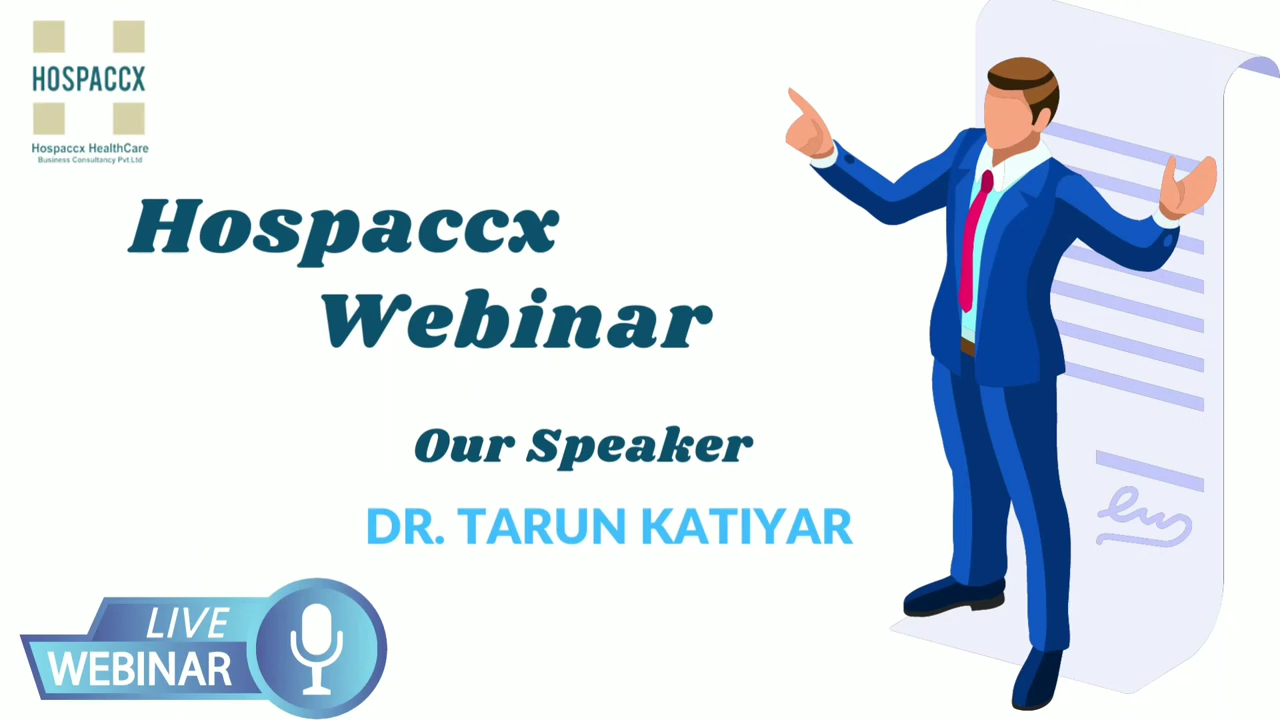 HOSPACCX
Hospaccx HealthCare
Business Consultancy Pvt.Ltd
Hospaccx
Webinar
Our Speaker
DR. TARUN KATIYAR
LIVE
WEBINAR